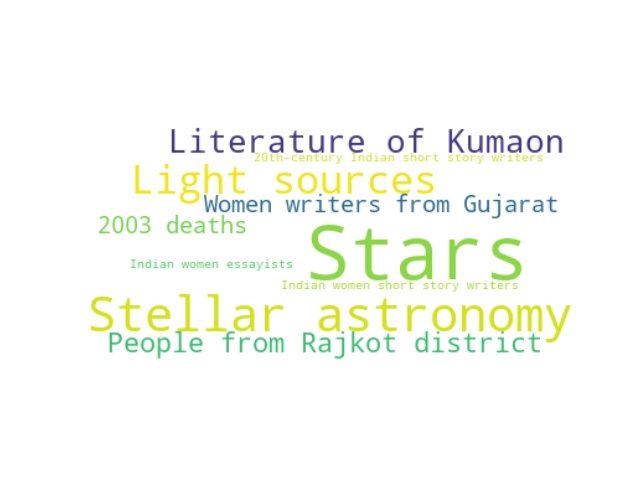 Literature of Kumaon
20th-century Indian short story writers
Light sources
Women writers from Gujarat
2003 deaths
Stars
Indian women essayists
Indian women short story writers
Stellar astronomy
People from Rajkot district